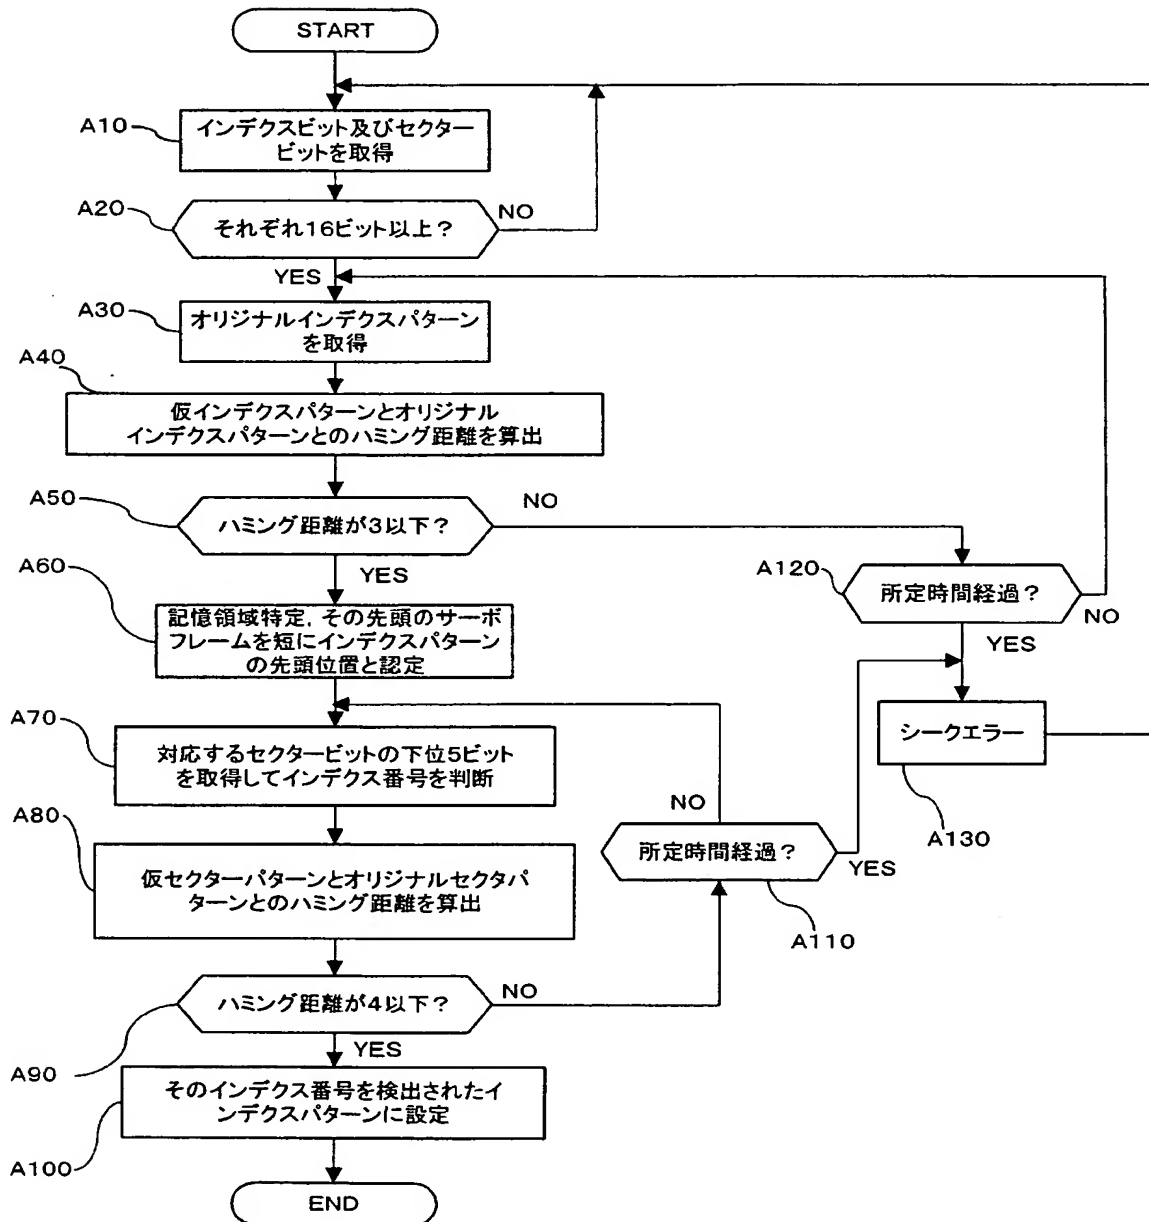 START
A10
インデクスビット及びセクター
ビットを取得
A20
それぞれ16ビット以上？
NO
YES
A30
オリジナルインデクスパターン
を取得
A40
仮インデクスパターンとオリジナル
インデクスパターンとのハミング距離を算出
A50
ハミング距離が3以下？
NO
YES
A60
記憶領域特定，その先頭のサーボ
フレームを短にインデクスパターン
の先頭位置と認定
A120
所定時間経過？
NO
YES
A70
対応するセクタービットの下位5ビット
を取得してインデクス番号を判断
シークエラー
A130
A80
仮セクターパターンとオリジナルセクタパ
ターンとのハミング距離を算出
NO
所定時間経過？
YES
A110
A90
ハミング距離が4以下？
NO
YES
A100
そのインデクス番号を検出されたイ
ンデクスパターンに設定
END